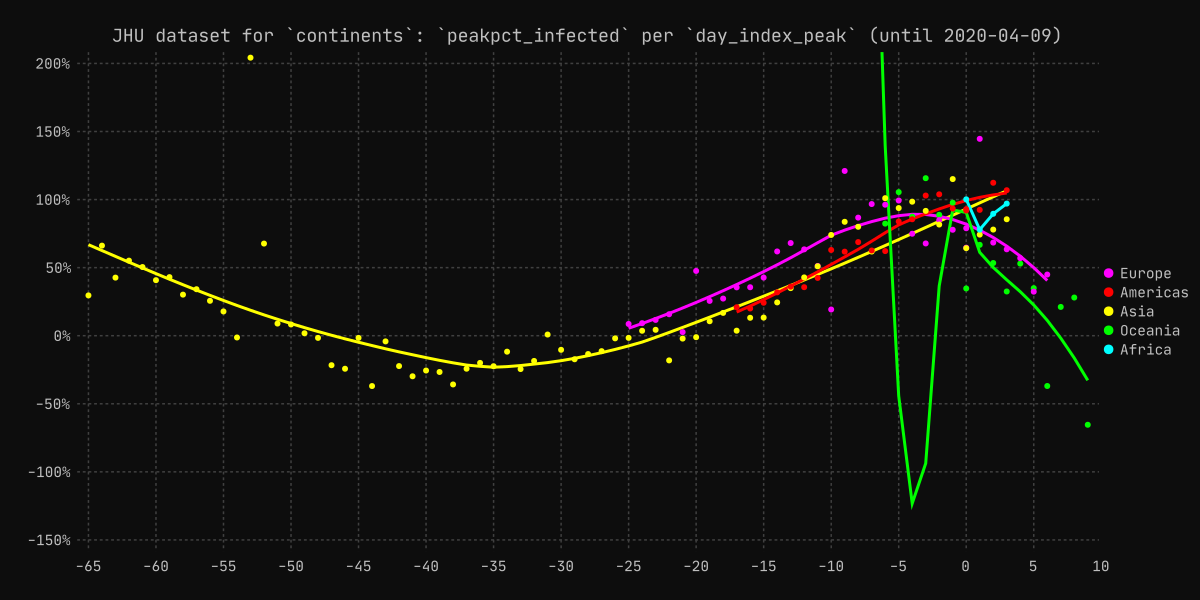 JHU dataset for `continents`: `peakpct_infected` per `day_index_peak` (until 2020-04-09)
200%
150%
100%
50%
0%
-50%
-100%
-150%
Europe
Americas
Asia
Oceania
Africa
-65 -60 -55 -50 -45 -40 -35 -30 -25 -20 -15 -10 -5 0 5 10